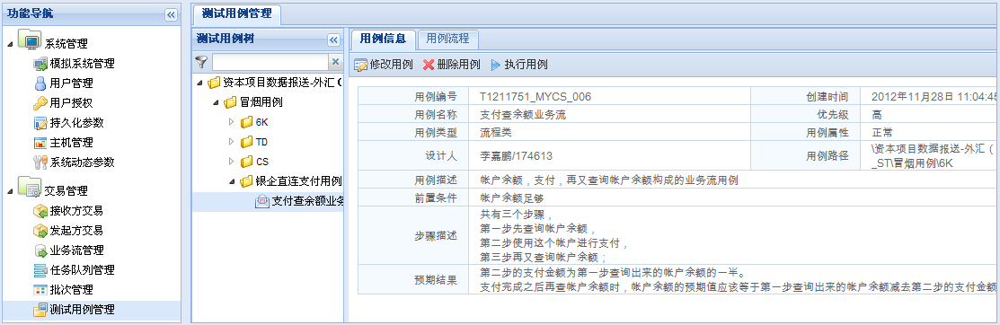 功能导航
系统管理
模拟系统管理
用户管理
用户授权
持久化参数
主机管理
系统动态参数
交易管理
接收方交易
发起方交易
业务流管理
任务队列管理
批次管理
测试用例管理
测试用例管理
测试用例树
资本项目数据报送-外汇（
冒烟用例
6K
TD
CS
银企直连支付用例
支付查余额业务
用例信息 用例流程
修改用例 删除用例 执行用例
用例编号 T1211751_MYCS_006 创建时间 2012年11月28日 11:04:45
用例名称 支付查余额业务流 优先级 高
用例类型 流程类 用例属性 正常
设计人 李嘉鹏/174613 用例路径 \资本项目数据报送-外汇（
_ST\冒烟用例\6K
用例描述 帐户余额，支付，再又查询帐户余额构成的业务流用例
前置条件 帐户余额足够
步骤描述 共有三个步骤，
第一步先查询帐户余额，
第二步使用这个帐户进行支付，
第三步再又查询帐户余额；
预期结果 第二步的支付金额为第一步查询出来的帐户余额的一半。
支付完成之后再查帐户余额时，帐户余额的预期值应该等于第一步查询出来的帐户余额减去第二步的支付金额